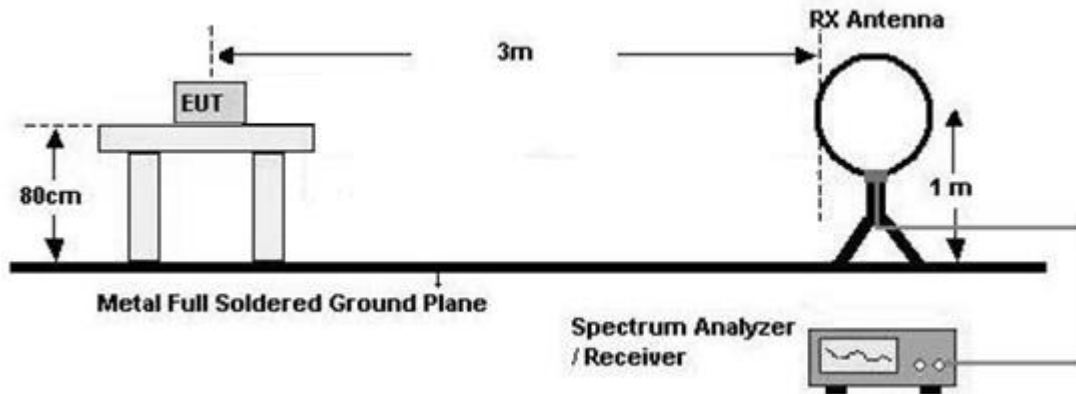 RX Antenna
3m
EUT
80cm
1 m
Metal Full Soldered Ground Plane
Spectrum Analyzer
/ Receiver